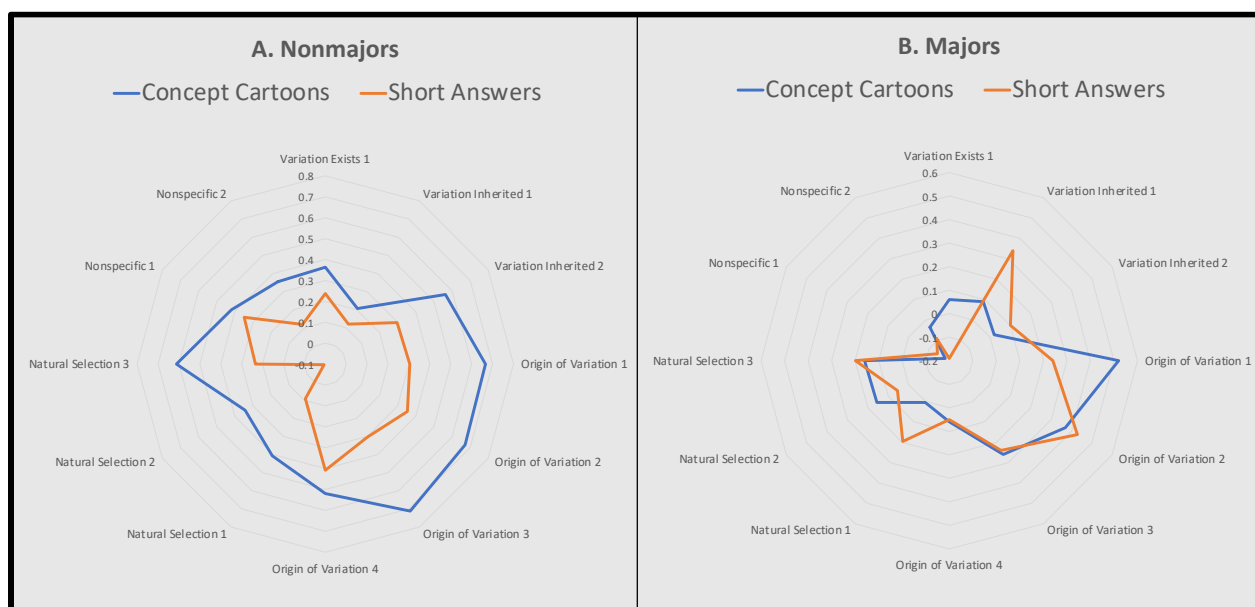 A. Nonmajors
Concept Cartoons Short Answers
Variation Exists 1
Variation Inherited 1
Variation Inherited 2
Origin of Variation 1
Origin of Variation 2
Origin of Variation 3
Origin of Variation 4
Natural Selection 1
Natural Selection 2
Natural Selection 3
Nonspecific 1
Nonspecific 2
0.8
0.7
0.6
0.5
0.4
0.3
0.2
0.1
0
-0.1
B. Majors
Concept Cartoons Short Answers
Variation Exists 1
Variation Inherited 1
Variation Inherited 2
Origin of Variation 1
Origin of Variation 2
Origin of Variation 3
Origin of Variation 4
Natural Selection 1
Natural Selection 2
Natural Selection 3
Nonspecific 1
Nonspecific 2
0.6
0.5
0.4
0.3
0.2
0.1
0
-0.1
-0.2